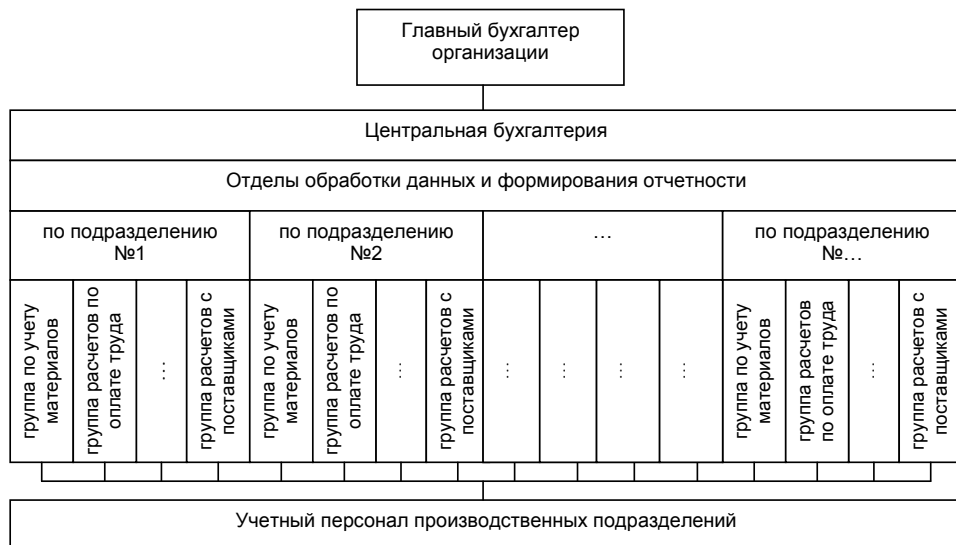 Главный бухгалтер
организации
Центральная бухгалтерия
Отделы обработки данных и формирования отчетности
по подразделению
№1
по подразделению
№2
…
по подразделению
№…
группа по учету
материалов
группа расчетов по
оплате труда
…
группа расчетов с
поставщиками
группа по учету
материалов
группа расчетов по
оплате труда
…
группа расчетов с
поставщиками
…
…
…
…
группа по учету
материалов
группа расчетов
по оплате труда
…
группа расчетов с
поставщиками
Учетный персонал производственных подразделений